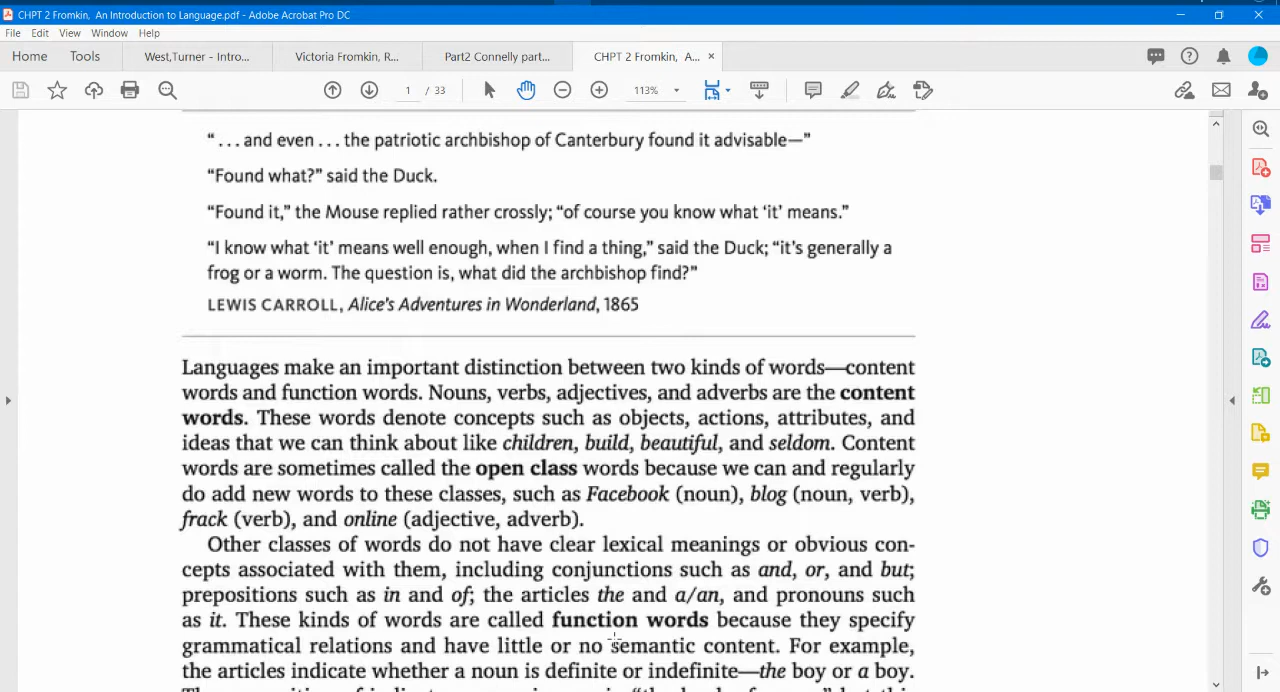 CHPT 2 Fromkin, An Introduction to Language.pdf - Adobe Acrobat Pro DC
File Edit View Window Help
Home Tools West,Turner - Intro... Victoria Fromkin, R... Part2 Connelly part... CHPT 2 Fromkin, A... ×
1 / 33 113%
“ . . . and even . . . the patriotic archbishop of Canterbury found it advisable—”
“Found what?” said the Duck.
“Found it,” the Mouse replied rather crossly; “of course you know what ‘it’ means.”
“I know what ‘it’ means well enough, when I find a thing,” said the Duck; “it’s generally a
frog or a worm. The question is, what did the archbishop find?”
LEWIS CARROLL, Alice’s Adventures in Wonderland, 1865
Languages make an important distinction between two kinds of words—content
words and function words. Nouns, verbs, adjectives, and adverbs are the content
words. These words denote concepts such as objects, actions, attributes, and
ideas that we can think about like children, build, beautiful, and seldom. Content
words are sometimes called the open class words because we can and regularly
do add new words to these classes, such as Facebook (noun), blog (noun, verb),
frack (verb), and online (adjective, adverb).
Other classes of words do not have clear lexical meanings or obvious con-
cepts associated with them, including conjunctions such as and, or, and but;
prepositions such as in and of; the articles the and a/an, and pronouns such
as it. These kinds of words are called function words because they specify
grammatical relations and have little or no semantic content. For example,
the articles indicate whether a noun is definite or indefinite—the boy or a boy.